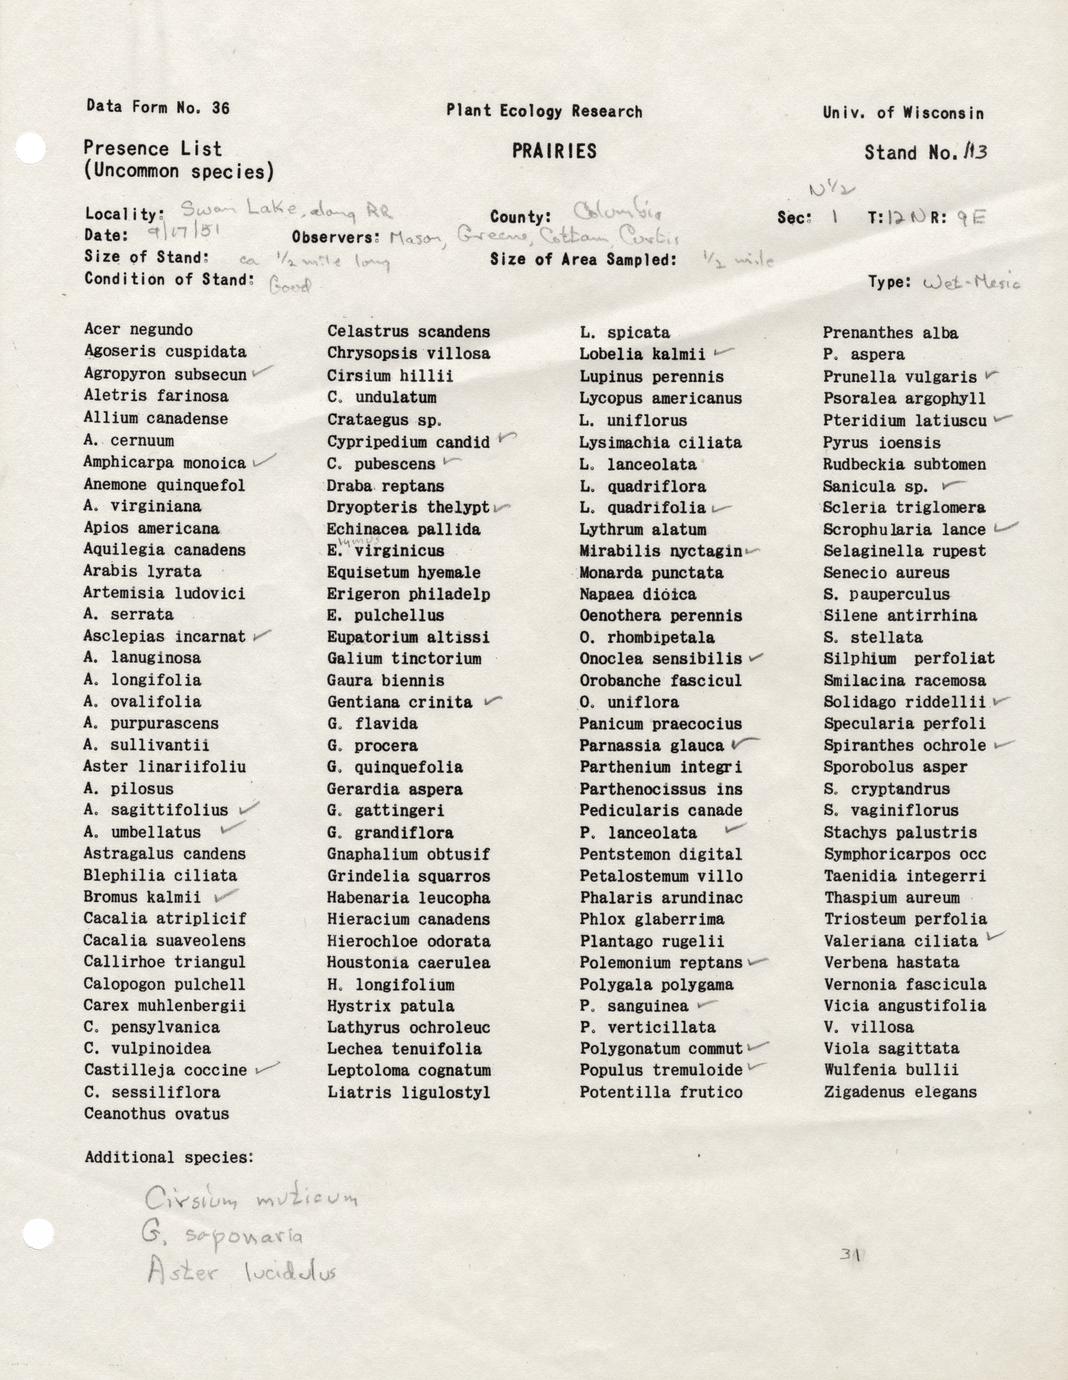 Data Form No. 36 Plant Ecology Research Univ. of Wisconsin
Presence List PRAIRIES Stand No. 113
(Uncommon species)
N 1/2
Locality: Swan Lake, along RR County: Columbia Sec: 1 T: 12 N R: 9E
Date: 9/17/51 Observers: Mason, Greene, Cottam, Curtis
Size of Stand: ca 1/2 mile long Size of Area Sampled: 1/2 mile
Condition of Stand: Good Type: Wet-Mesic
Acer negundo
Agoseris cuspidata
Agropyron subsecun ✓
Aletris farinosa
Allium canadense
A. cernuum
Amphicarpa monoica ✓
Anemone quinquefol
A. virginiana
Apios americana
Aquilegia canadens
Arabis lyrata
Artemisia ludovici
A. serrata
Asclepias incarnat ✓
A. lanuginosa
A. longifolia
A. ovalifolia
A. purpurascens
A. sullivantii
Aster linariifoliu
A. pilosus
A. sagittifolius ✓
A. umbellatus ✓
Astragalus candens
Blephilia ciliata
Bromus kalmii ✓
Cacalia atriplicif
Cacalia suaveolens
Callirhoe triangul
Calopogon pulchell
Carex muhlenbergii
C. pensylvanica
C. vulpinoidea
Castilleja coccine ✓
C. sessiliflora
Ceanothus ovatus
Celastrus scandens
Chrysopsis villosa
Cirsium hillii
C. undulatum
Crataegus sp.
Cypripedium candid ✓
C. pubescens ✓
Draba reptans
Dryopteris thelypt ✓
Echinacea pallida
lymus
E. virginicus
Equisetum hyemale
Erigeron philadelp
E. pulchellus
Eupatorium altissi
Galium tinctorium
Gaura biennis
Gentiana crinita ✓
G. flavida
G. procera
G. quinquefolia
Gerardia aspera
G. gattingeri
G. grandiflora
Gnaphalium obtusif
Grindelia squarros
Habenaria leucopha
Hieracium canadens
Hierochloe odorata
Houstonia caerulea
H. longifolium
Hystrix patula
Lathyrus ochroleuc
Lechea tenuifolia
Leptoloma cognatum
Liatris ligulostyl
L. spicata
Lobelia kalmii ✓
Lupinus perennis
Lycopus americanus
L. uniflorus
Lysimachia ciliata
L. lanceolata
L. quadriflora
L. quadrifolia ✓
Lythrum alatum
Mirabilis nyctagin ✓
Monarda punctata
Napaea dioica
Oenothera perennis
O. rhombipetala
Onoclea sensibilis ✓
Orobanche fascicul
O. uniflora
Panicum praecocius
Parnassia glauca ✓
Parthenium integri
Parthenocissus ins
Pedicularis canade
P. lanceolata ✓
Pentstemon digital
Petalostemum villo
Phalaris arundinac
Phlox glaberrima
Plantago rugelii
Polemonium reptans ✓
Polygala polygama
P. sanguinea ✓
P. verticillata
Polygonatum commut ✓
Populus tremuloide ✓
Potentilla frutico
Prenanthes alba
P. aspera
Prunella vulgaris ✓
Psoralea argophyll
Pteridium latiuscu ✓
Pyrus ioensis
Rudbeckia subtomen
Sanicula sp. ✓
Scleria triglomera
Scrophularia lance ✓
Selaginella rupest
Senecio aureus
S. pauperculus
Silene antirrhina
S. stellata
Silphium perfoliat
Smilacina racemosa
Solidago riddellii ✓
Specularia perfoli
Spiranthes ochrole ✓
Sporobolus asper
S. cryptandrus
S. vaginiflorus
Stachys palustris
Symphoricarpos occ
Taenidia integerri
Thaspium aureum
Triosteum perfolia
Valeriana ciliata ✓
Verbena hastata
Vernonia fascicula
Vicia angustifolia
V. villosa
Viola sagittata
Wulfenia bullii
Zigadenus elegans
Additional species:
Cirsium muticum
G. saponaria
Aster lucidulus
31